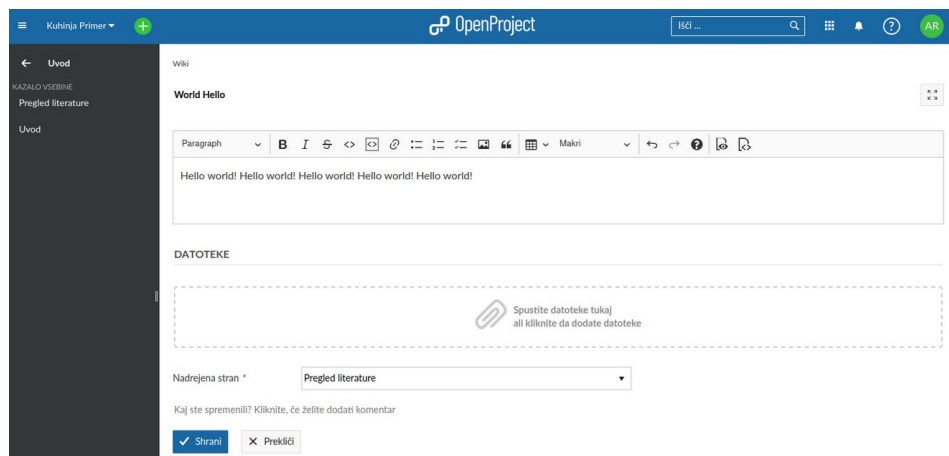 Kuhinja Primer
OpenProject
Išči ...
AR
Uvod
KAZALO VSEBINE
Pregled literature
Uvod
Wiki
World Hello
Paragraph
Makri
Hello world! Hello world! Hello world! Hello world! Hello world!
DATOTEKE
Spustite datoteke tukaj
ali kliknite da dodate datoteke
Nadrejena stran *
Pregled literature
Kaj ste spremenili? Kliknite, če želite dodati komentar
Shrani
Prekliči